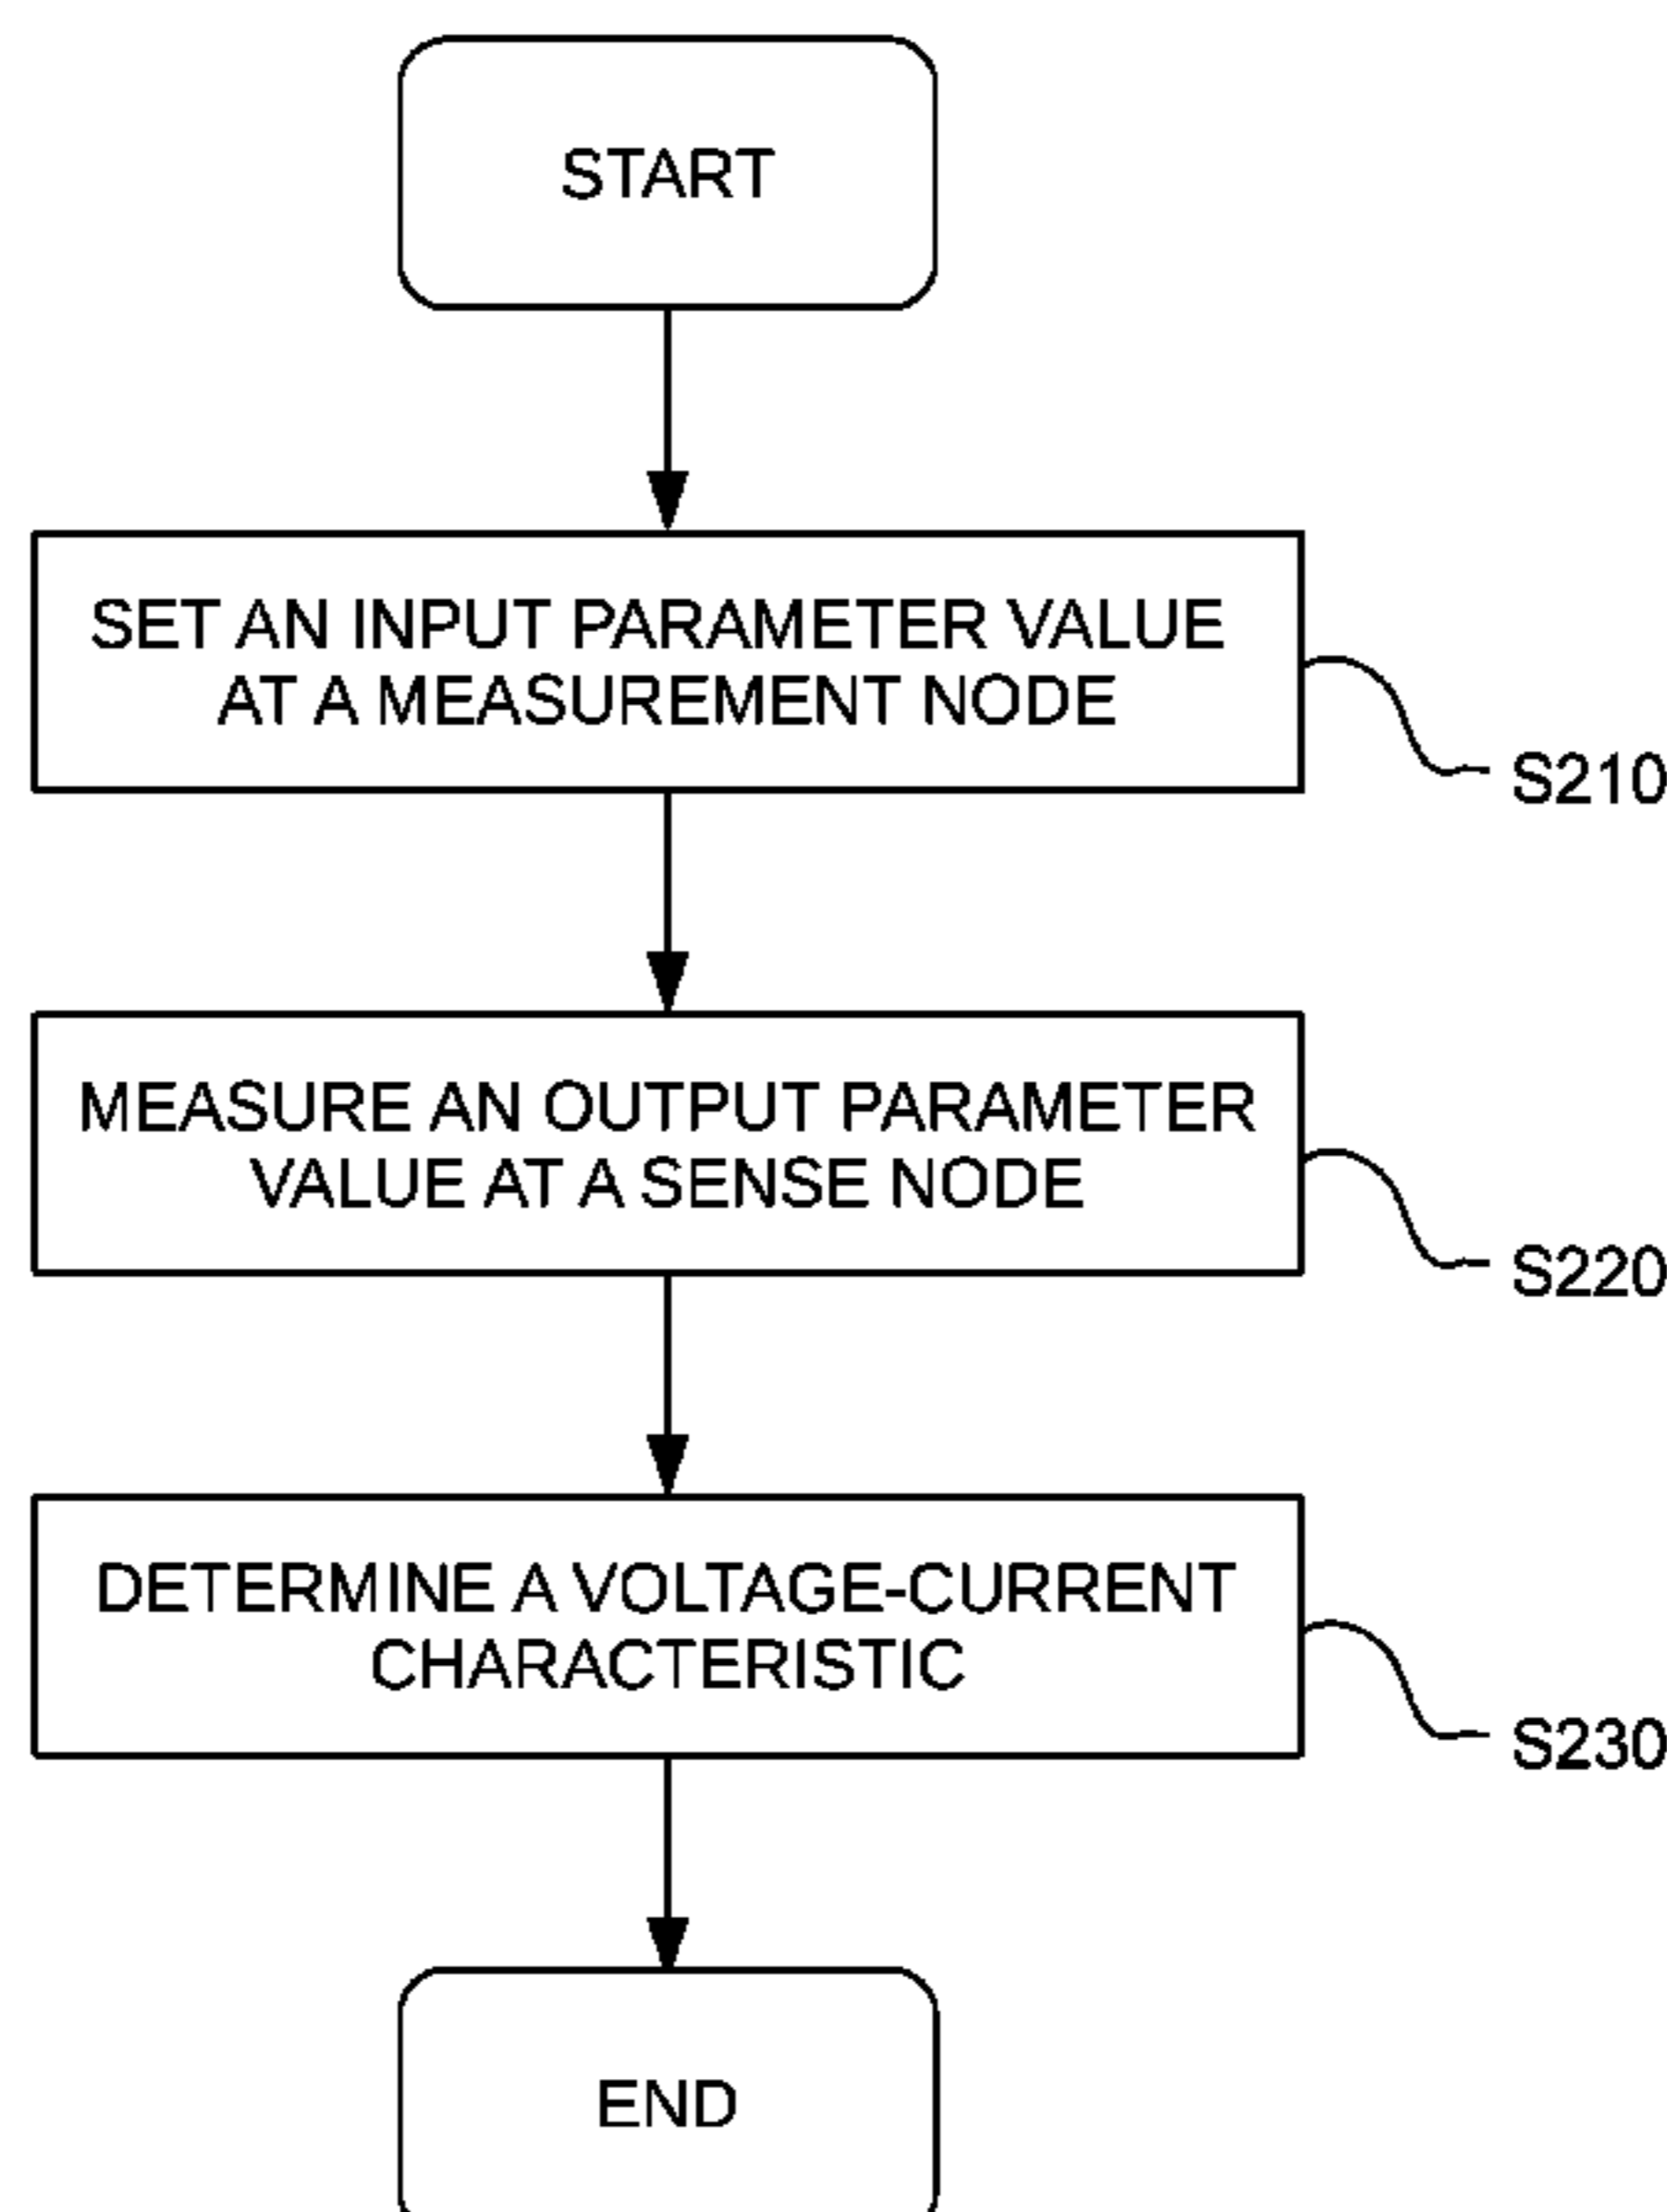 START
SET AN INPUT PARAMETER VALUE
AT A MEASUREMENT NODE
S210
MEASURE AN OUTPUT PARAMETER
VALUE AT A SENSE NODE
S220
DETERMINE A VOLTAGE-CURRENT
CHARACTERISTIC
S230
END